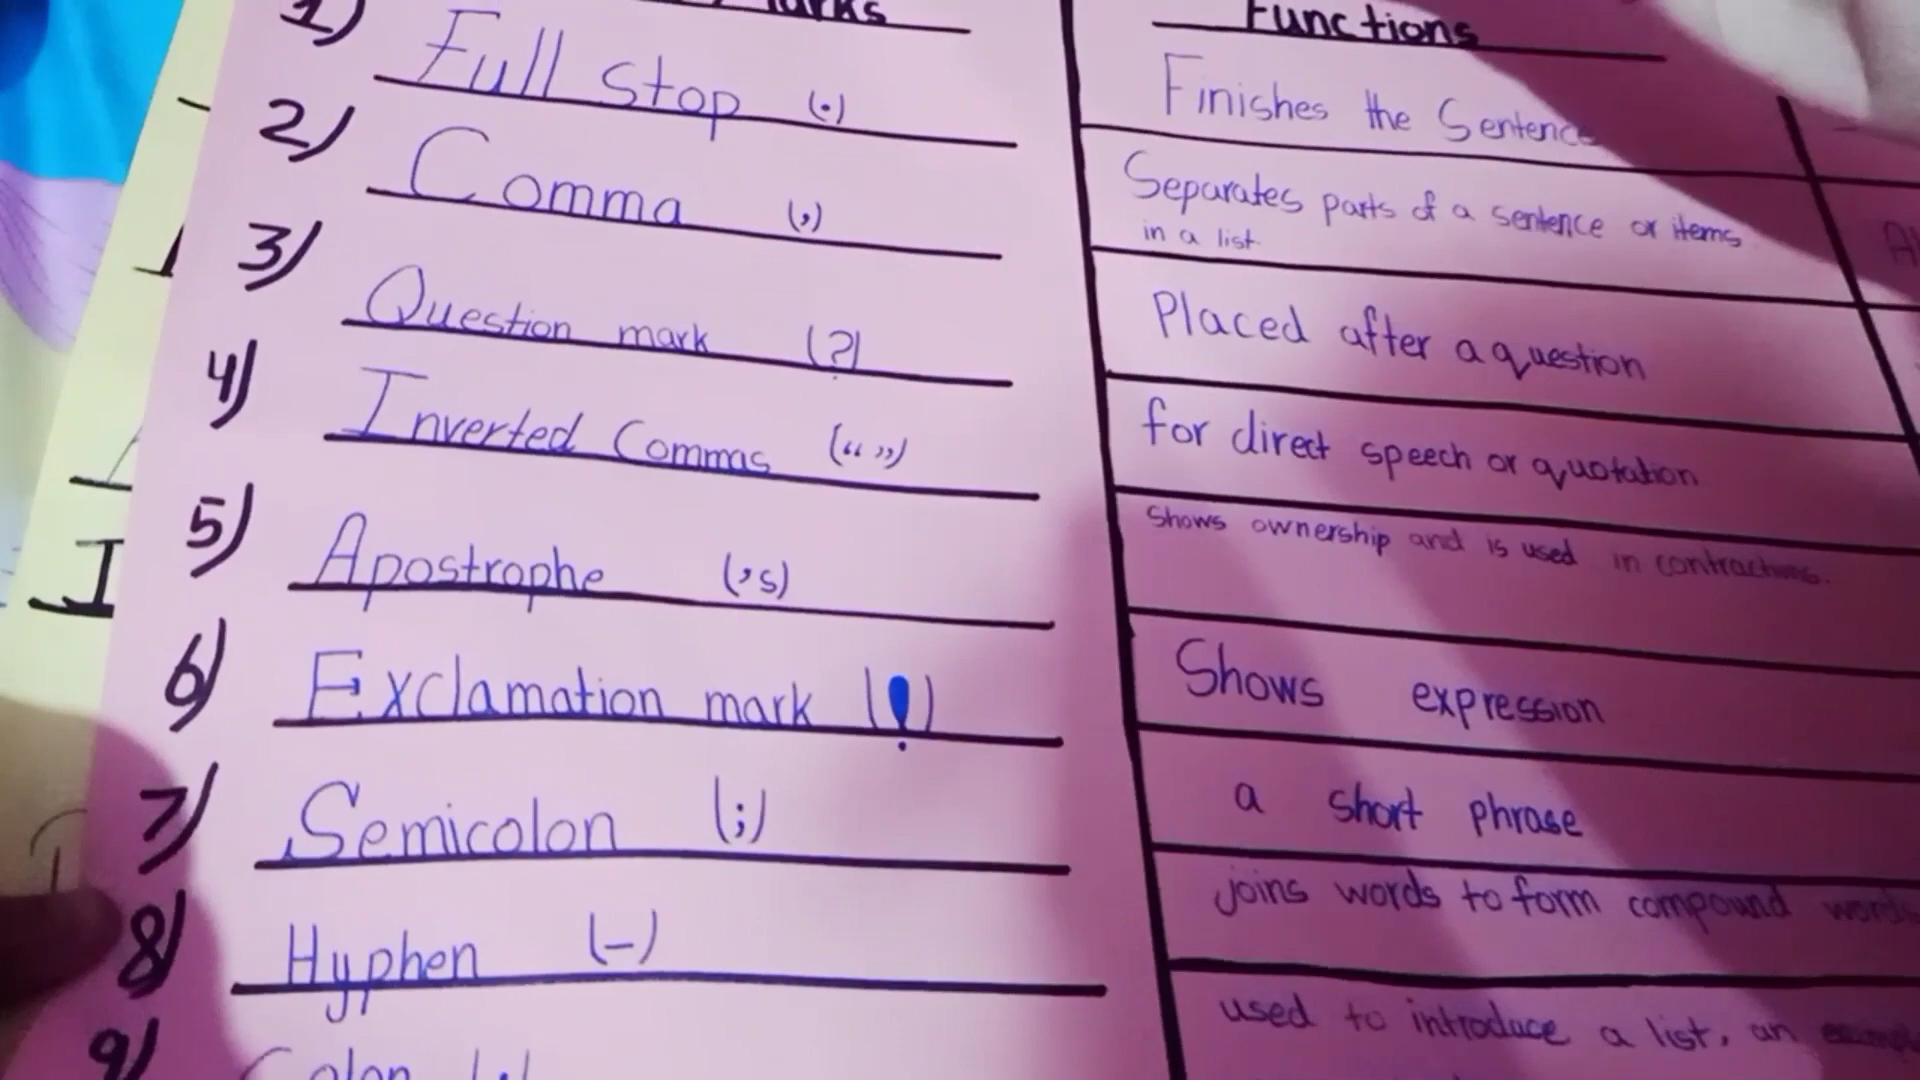 Marks
Functions
1) Full Stop (.)
Finishes the Sentence
2) Comma (,)
Separates parts of a sentence or items
in a list.
3) Question mark (?)
Placed after a question
4) Inverted Commas (“ ”)
for direct speech or quotation
5) Apostrophe (’s)
Shows ownership and is used in contractions.
6) Exclamation mark (!)
Shows expression
7) Semicolon (;)
a short phrase
8) Hyphen (-)
joins words to form compound words
9) Colon
used to introduce a list, an